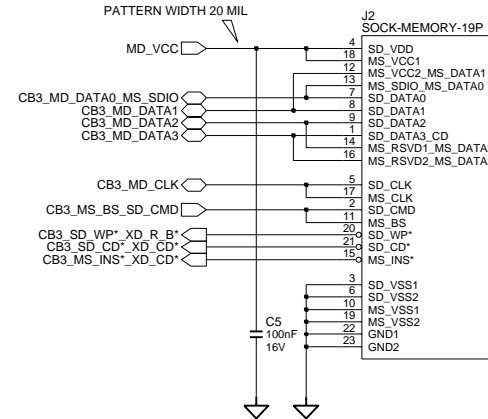 PATTERN WIDTH 20 MIL
J2
SOCK-MEMORY-19P
MD_VCC
4 SD_VDD
18 MS_VCC1
12 MS_VCC2_MS_DATA1
13 MS_SDIO_MS_DATA0
CB3_MD_DATA0_MS_SDIO 7 SD_DATA0
CB3_MD_DATA1 8 SD_DATA1
CB3_MD_DATA2 9 SD_DATA2
CB3_MD_DATA3 1 SD_DATA3_CD
14 MS_RSVD1_MS_DATA
16 MS_RSVD2_MS_DATA
CB3_MD_CLK 5 SD_CLK
17 MS_CLK
CB3_MS_BS_SD_CMD 2 SD_CMD
11 MS_BS
CB3_SD_WP*_XD_R_B* 20 SD_WP*
CB3_SD_CD*_XD_CD* 21 SD_CD*
CB3_MS_INS*_XD_CD* 15 MS_INS*
3 SD_VSS1
6 SD_VSS2
10 MS_VSS1
19 MS_VSS2
22 GND1
23 GND2
C5
100nF
16V